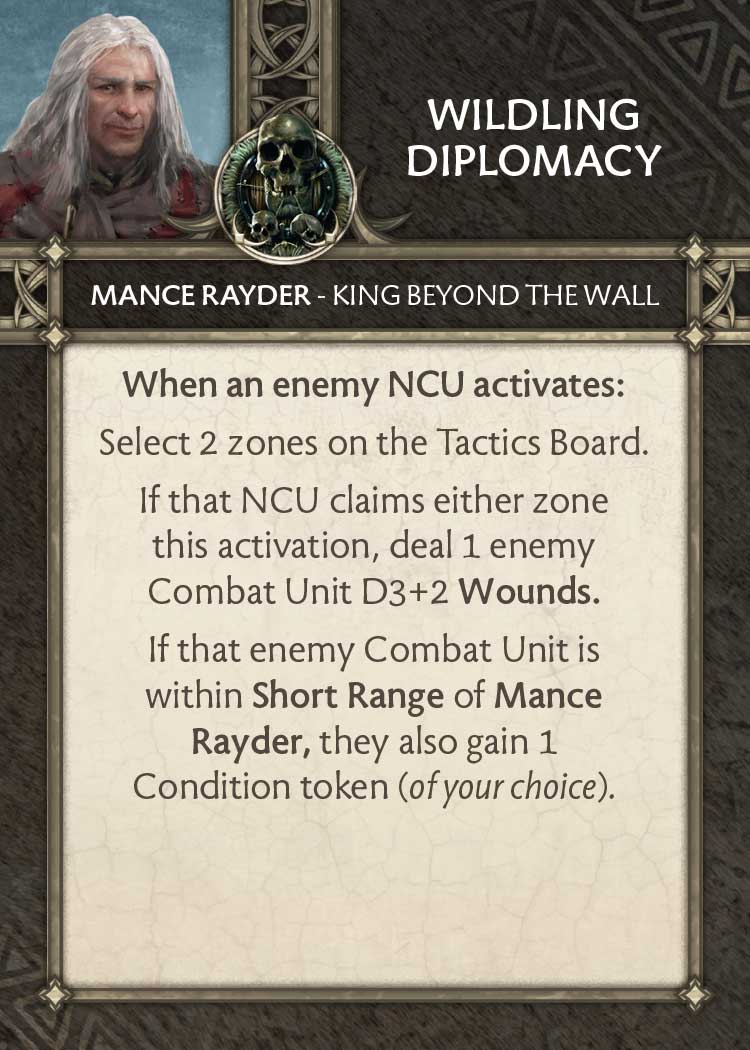 WILDLING
DIPLOMACY
MANCE RAYDER - KING BEYOND THE WALL
When an enemy NCU activates:
Select 2 zones on the Tactics Board.
If that NCU claims either zone
this activation, deal 1 enemy
Combat Unit D3+2 Wounds.
If that enemy Combat Unit is
within Short Range of Mance
Rayder, they also gain 1
Condition token (of your choice).